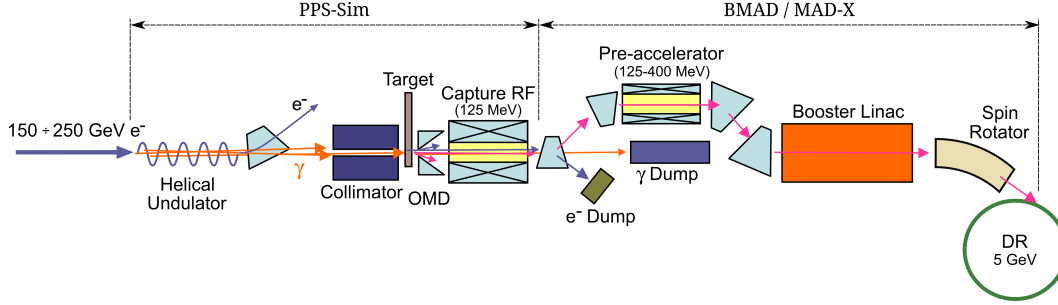 PPS-Sim
BMAD / MAD-X
150 ÷ 250 GeV e-
Helical
Undulator
e-
γ
Collimator
Target
OMD
Capture RF
(125 MeV)
Pre-accelerator
(125-400 MeV)
γ Dump
e- Dump
Booster Linac
Spin
Rotator
DR
5 GeV